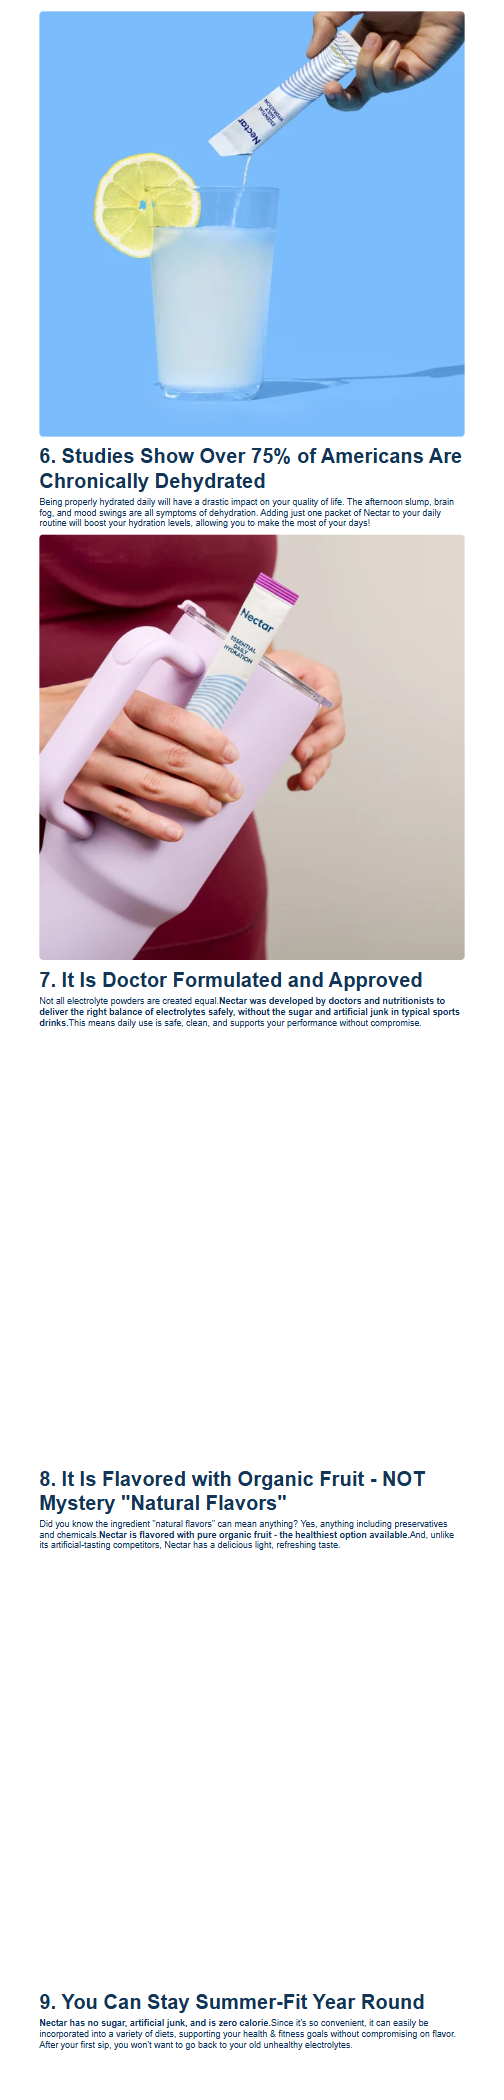 Nectar
ESSENTIAL
DAILY
HYDRATION
6. Studies Show Over 75% of Americans Are
Chronically Dehydrated
Being properly hydrated daily will have a drastic impact on your quality of life. The afternoon slump, brain
fog, and mood swings are all symptoms of dehydration. Adding just one packet of Nectar to your daily
routine will boost your hydration levels, allowing you to make the most of your days!
Nectar
ESSENTIAL
DAILY
HYDRATION
7. It Is Doctor Formulated and Approved
Not all electrolyte powders are created equal.Nectar was developed by doctors and nutritionists to
deliver the right balance of electrolytes safely, without the sugar and artificial junk in typical sports
drinks.This means daily use is safe, clean, and supports your performance without compromise.
8. It Is Flavored with Organic Fruit - NOT
Mystery "Natural Flavors"
Did you know the ingredient "natural flavors" can mean anything? Yes, anything including preservatives
and chemicals.Nectar is flavored with pure organic fruit - the healthiest option available.And, unlike
its artificial-tasting competitors, Nectar has a delicious light, refreshing taste.
9. You Can Stay Summer-Fit Year Round
Nectar has no sugar, artificial junk, and is zero calorie.Since it's so convenient, it can easily be
incorporated into a variety of diets, supporting your health & fitness goals without compromising on flavor.
After your first sip, you won't want to go back to your old unhealthy electrolytes.